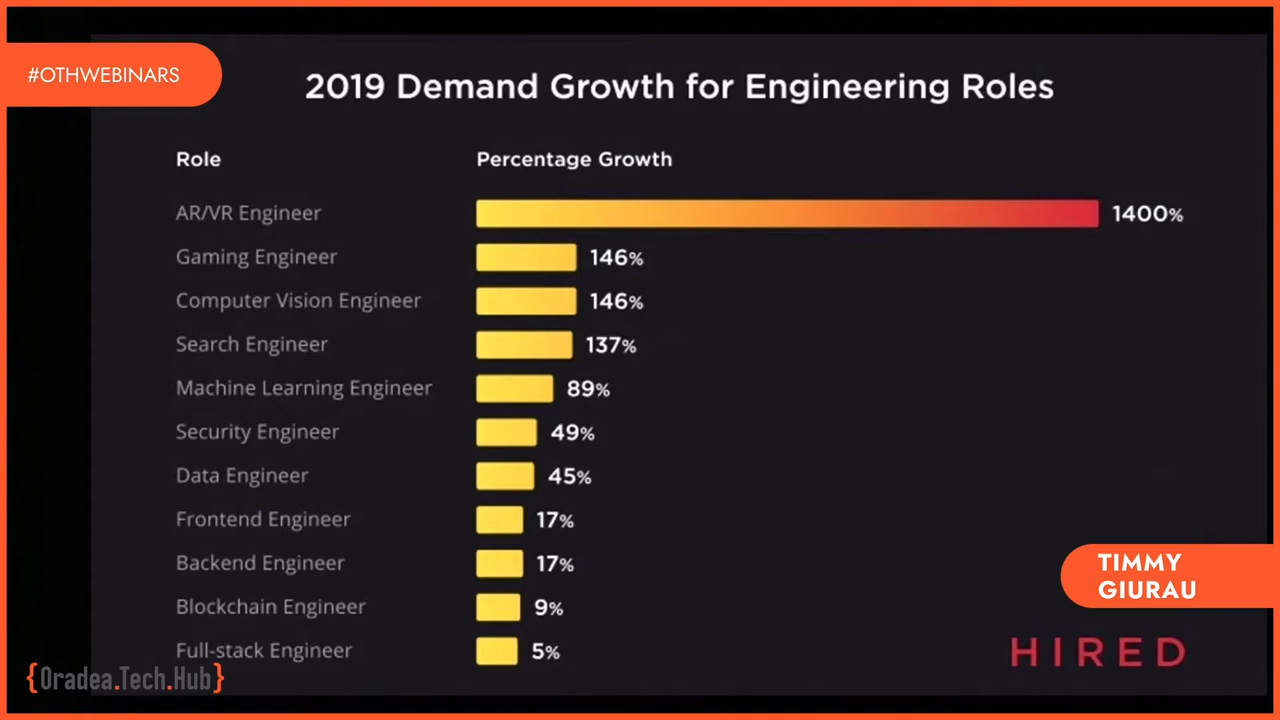 #OTHWEBINARS
2019 Demand Growth for Engineering Roles
Role Percentage Growth
AR/VR Engineer 1400%
Gaming Engineer 146%
Computer Vision Engineer 146%
Search Engineer 137%
Machine Learning Engineer 89%
Security Engineer 49%
Data Engineer 45%
Frontend Engineer 17%
Backend Engineer 17%
Blockchain Engineer 9%
Full-stack Engineer 5%
TIMMY
GIURAU
HIRED
{Oradea.Tech.Hub}